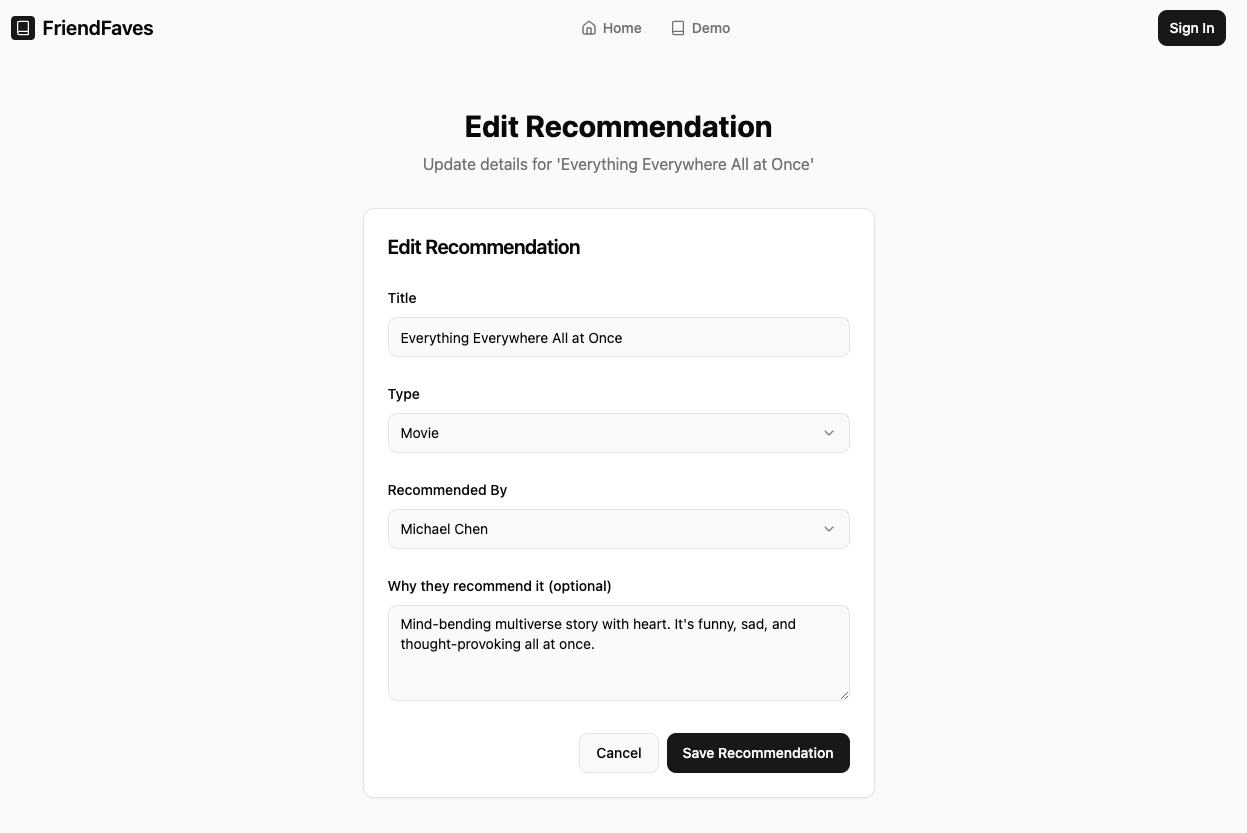 FriendFaves
Home
Demo
Sign In
Edit Recommendation
Update details for 'Everything Everywhere All at Once'
Edit Recommendation
Title
Everything Everywhere All at Once
Type
Movie
Recommended By
Michael Chen
Why they recommend it (optional)
Mind-bending multiverse story with heart. It's funny, sad, and
thought-provoking all at once.
Cancel
Save Recommendation